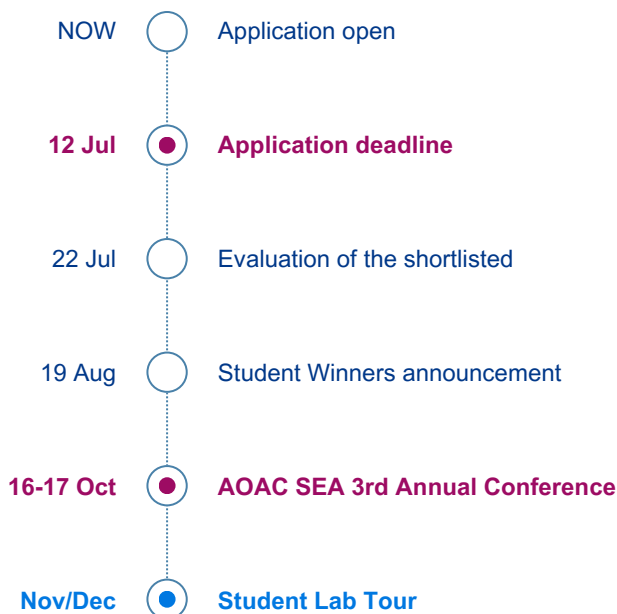 NOW Application open
12 Jul Application deadline
22 Jul Evaluation of the shortlisted
19 Aug Student Winners announcement
16-17 Oct AOAC SEA 3rd Annual Conference
Nov/Dec Student Lab Tour